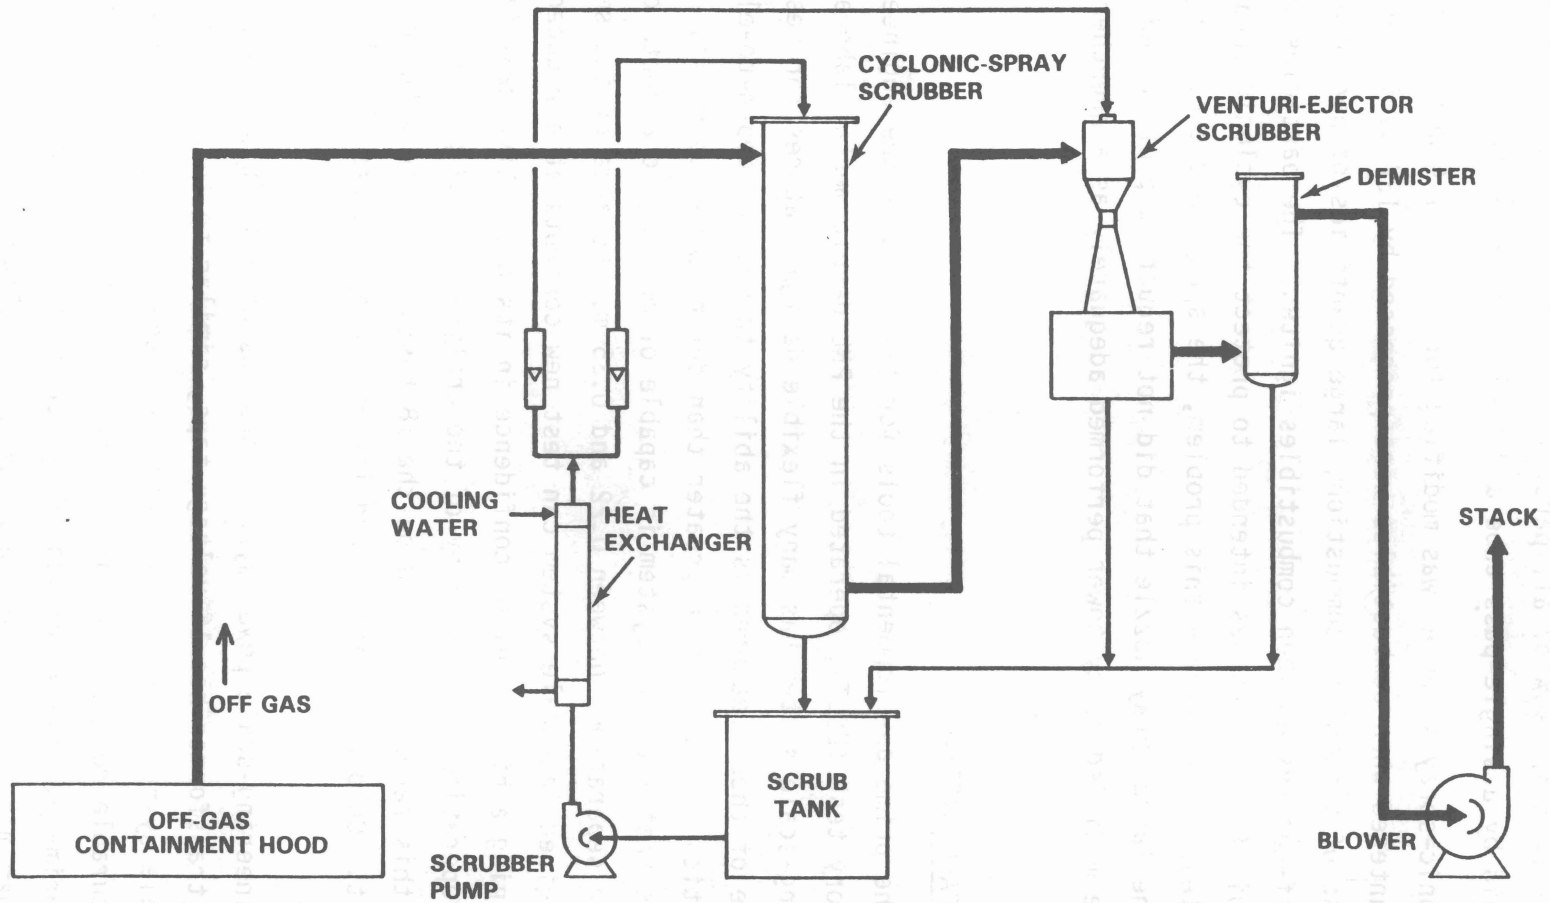 CYCLONIC-SPRAY
SCRUBBER
VENTURI-EJECTOR
SCRUBBER
DEMISTER
COOLING
WATER
HEAT
EXCHANGER
STACK
OFF GAS
SCRUB
TANK
OFF-GAS
CONTAINMENT HOOD
BLOWER
SCRUBBER
PUMP